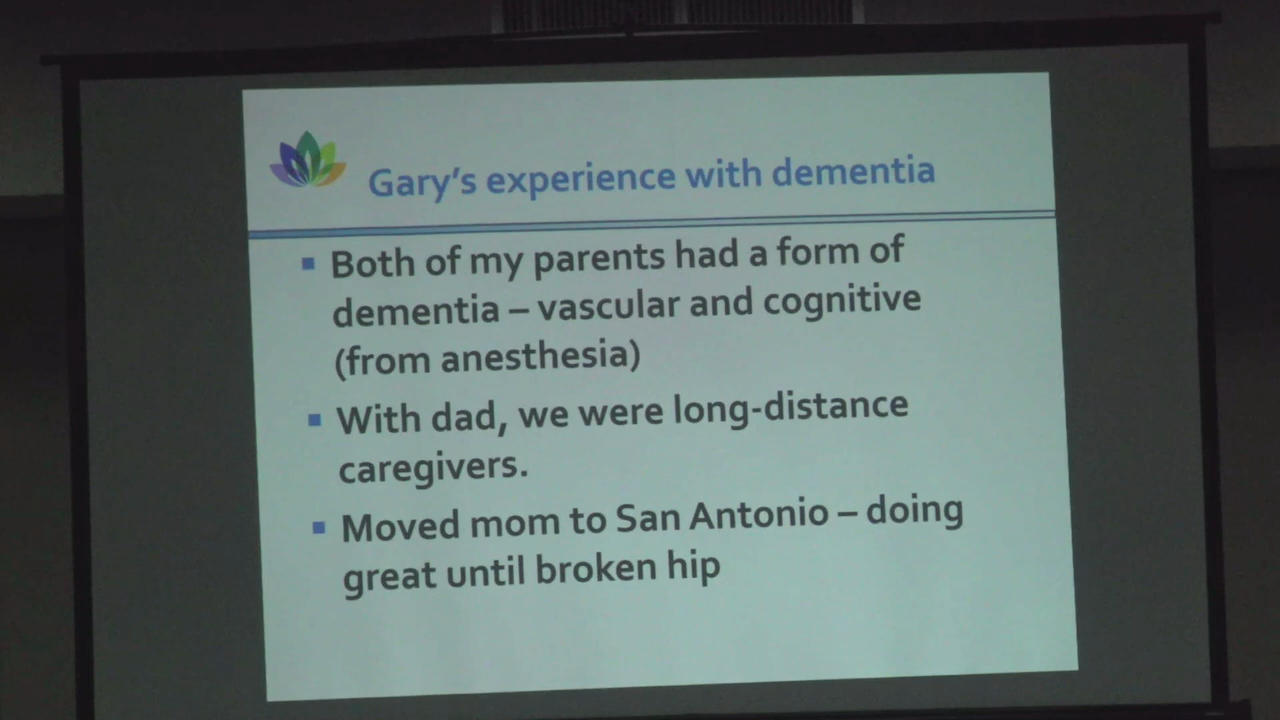 Gary's experience with dementia
▪ Both of my parents had a form of
dementia – vascular and cognitive
(from anesthesia)
▪ With dad, we were long-distance
caregivers.
▪ Moved mom to San Antonio – doing
great until broken hip